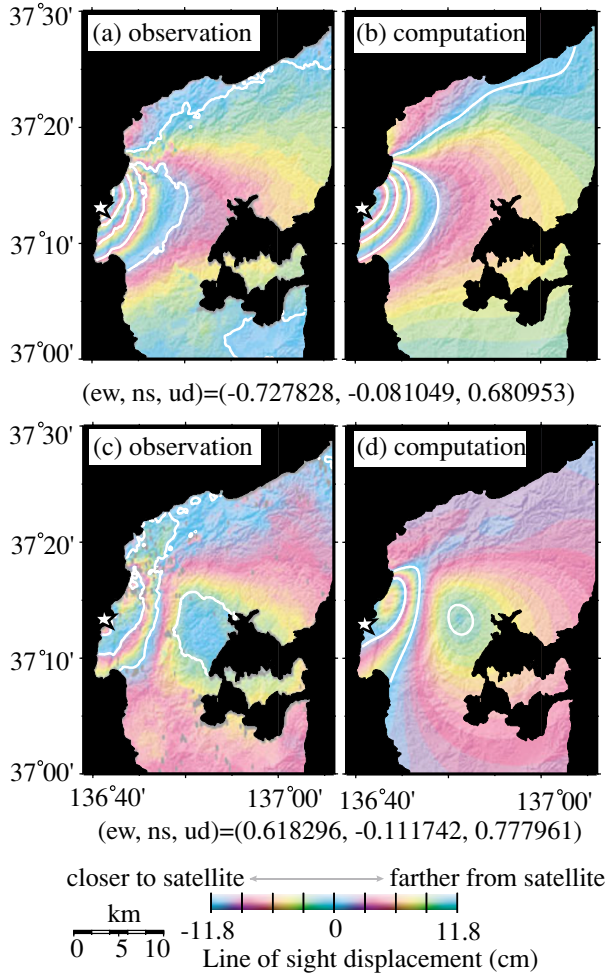 37˚30'
(a) observation
(b) computation
37˚20'
37˚10'
37˚00'
(ew, ns, ud)=(-0.727828, -0.081049, 0.680953)
37˚30'
(c) observation
(d) computation
37˚20'
37˚10'
37˚00'
136˚40'
137˚00'
136˚40'
137˚00'
(ew, ns, ud)=(0.618296, -0.111742, 0.777961)
closer to satellite
farther from satellite
km
0 5 10
-11.8 0 11.8
Line of sight displacement (cm)